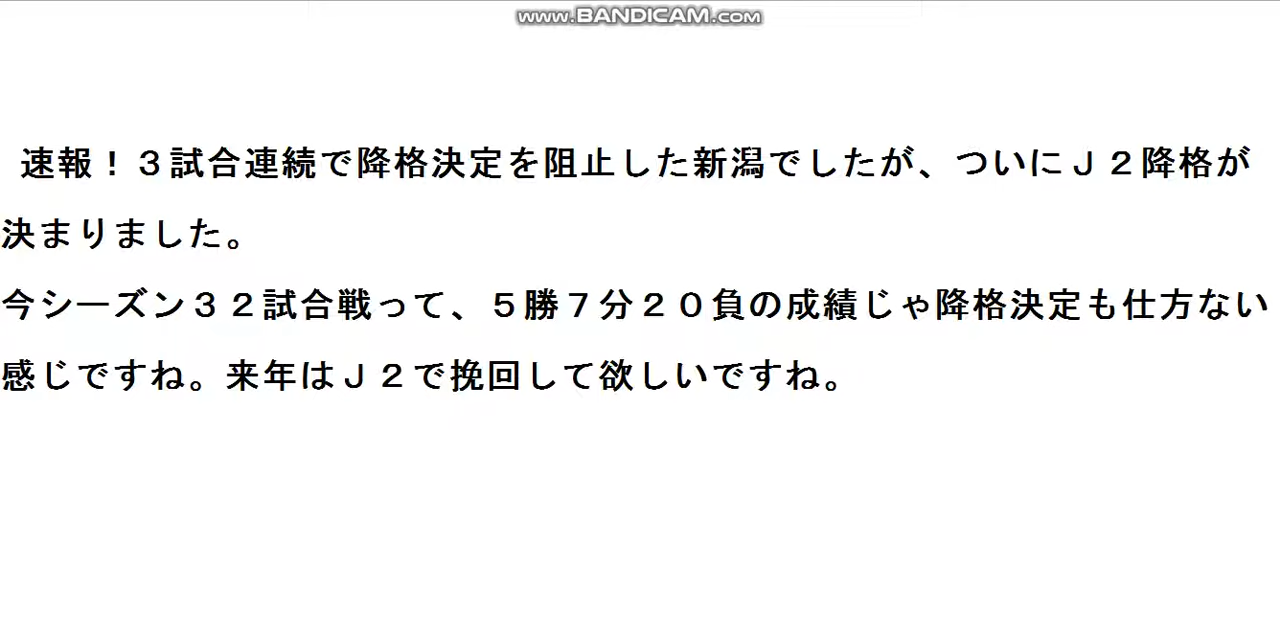 www.BANDICAM.com
速報！３試合連続で降格決定を阻止した新潟でしたが、ついにＪ２降格が
決まりました。
今シーズン３２試合戦って、５勝７分２０負の成績じゃ降格決定も仕方ない
感じですね。来年はＪ２で挽回して欲しいですね。